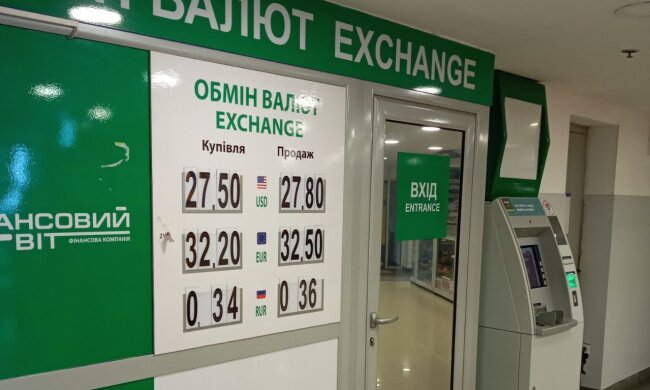 ВАЛЮТ EXCHANGE
ОБМІН ВАЛЮТ
EXCHANGE
Купівля Продаж
27,50 USD 27,80
32,20 EUR 32,50
0,34 RUR 0,36
АНСОВИЙ
ВІТ
ФІНАНСОВА КОМПАНІЯ
ВХІД
ENTRANCE